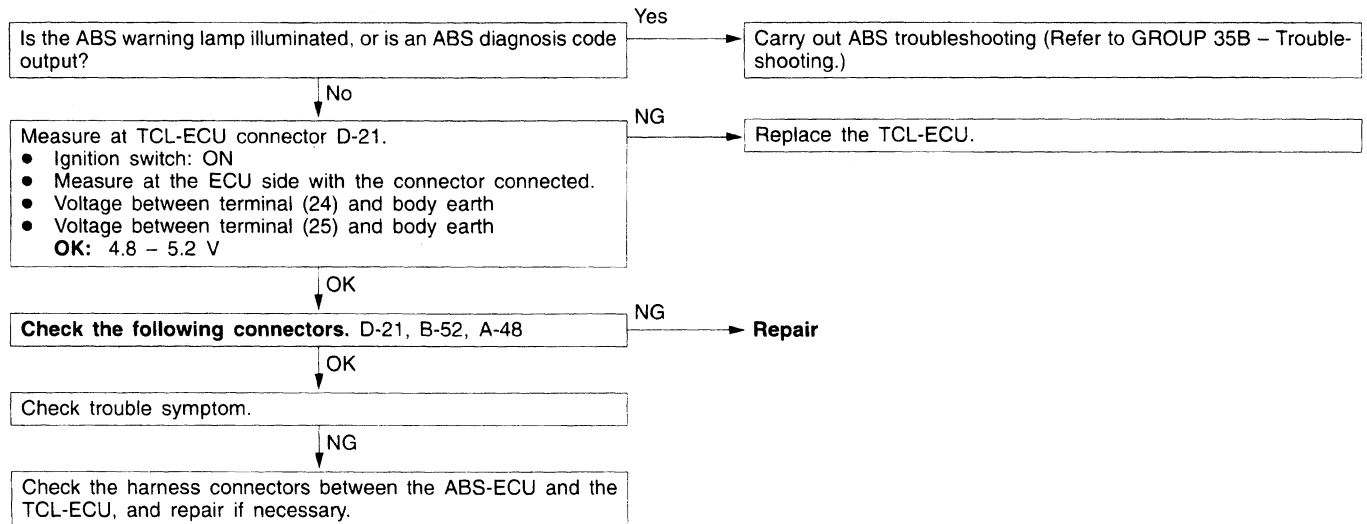 Is the ABS warning lamp illuminated, or is an ABS diagnosis code
output?
Yes
Carry out ABS troubleshooting (Refer to GROUP 35B – Trouble-
shooting.)
No
Measure at TCL-ECU connector D-21.
● Ignition switch: ON
● Measure at the ECU side with the connector connected.
● Voltage between terminal (24) and body earth
● Voltage between terminal (25) and body earth
OK: 4.8 – 5.2 V
NG
Replace the TCL-ECU.
OK
Check the following connectors. D-21, B-52, A-48
NG
Repair
OK
Check trouble symptom.
NG
Check the harness connectors between the ABS-ECU and the
TCL-ECU, and repair if necessary.